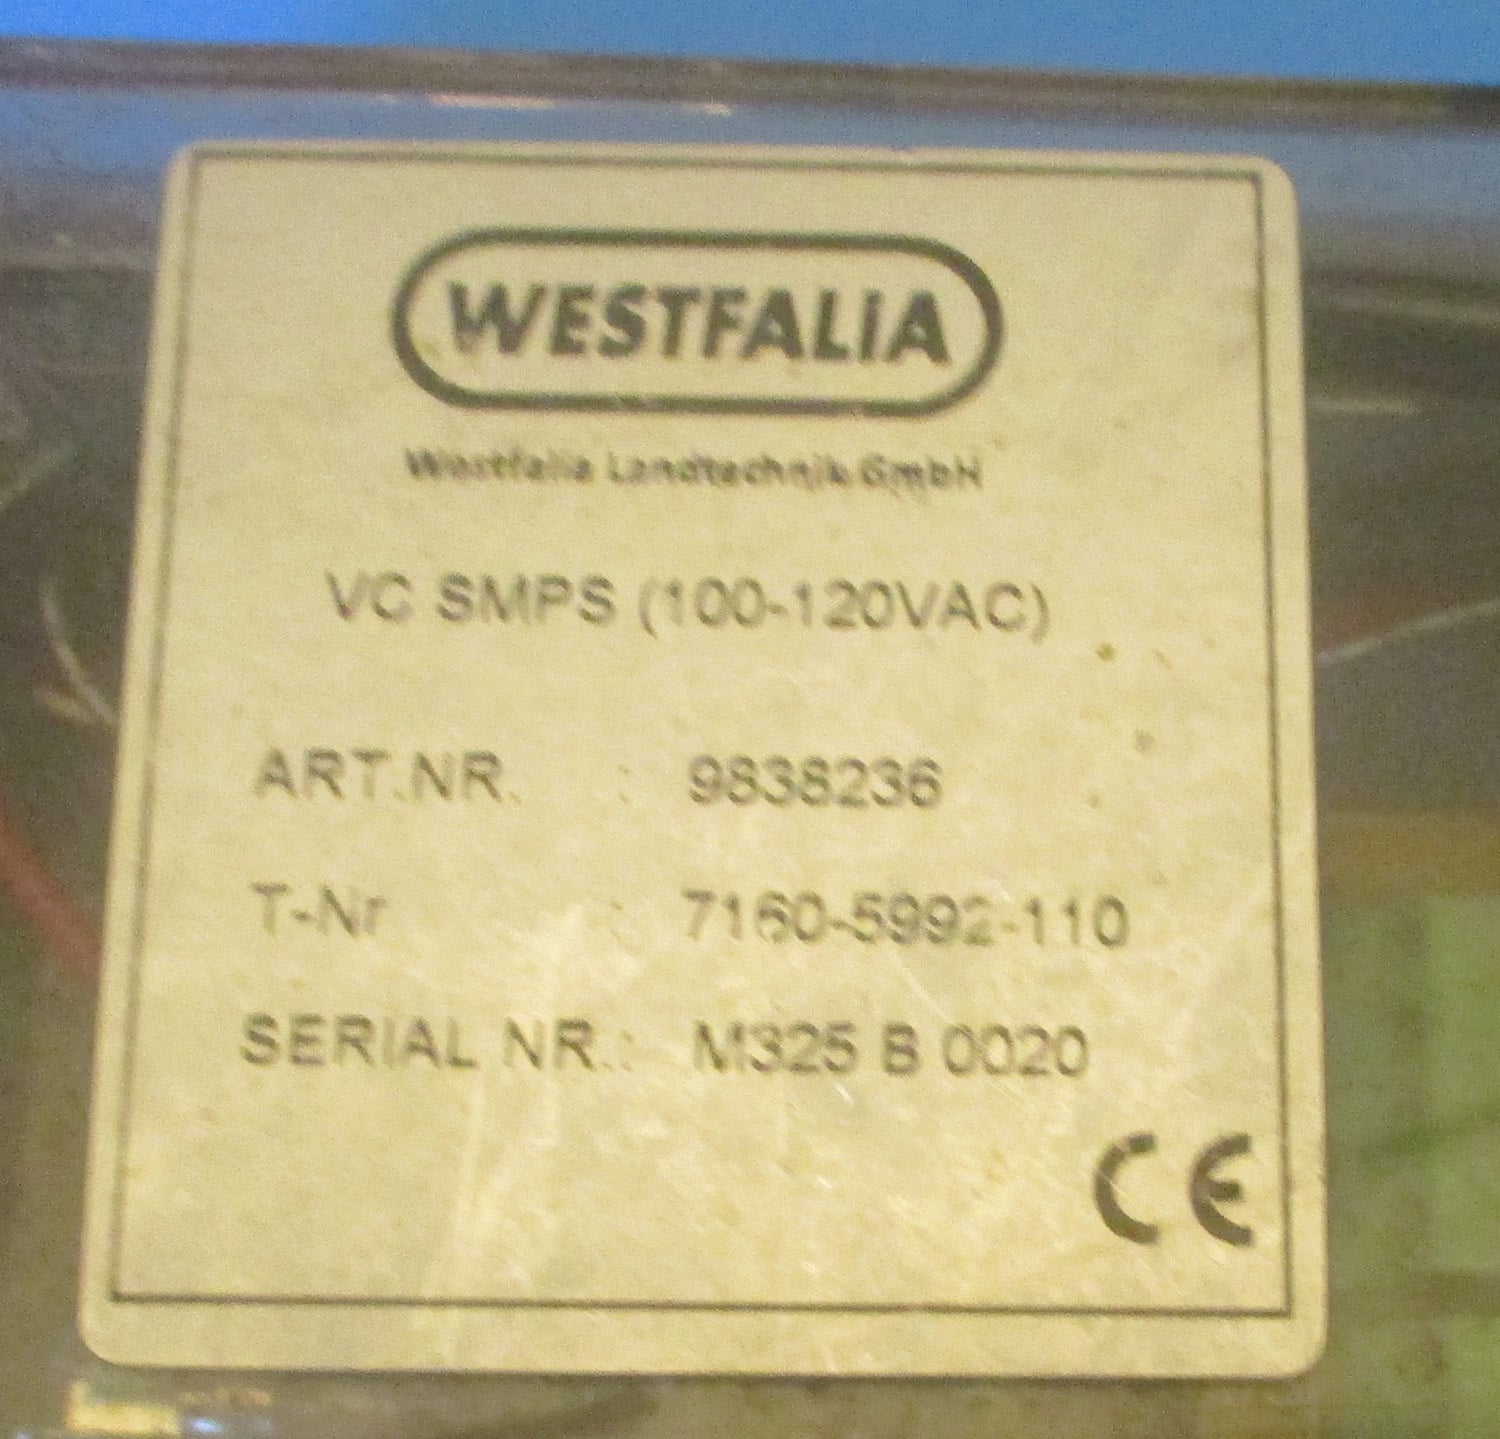 WESTFALIA
Westfalia Landtechnik GmbH
VC SMPS (100-120VAC)
ART.NR. : 9838236
T-Nr : 7160-5992-110
SERIAL NR.: M325 B 0020
CE